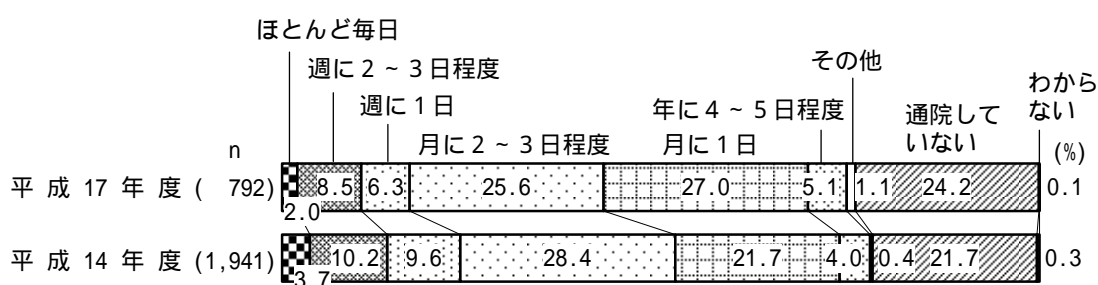 ほとんど毎日
週に2~3日程度
週に1日
月に2~3日程度
月に1日
年に4~5日程度
その他
通院して
いない
わから
ない
n
(%)
平成17年度( 792)
2.0 8.5 6.3 25.6 27.0 5.1 1.1 24.2 0.1
平成14年度(1,941)
3.7 10.2 9.6 28.4 21.7 4.0 0.4 21.7 0.3